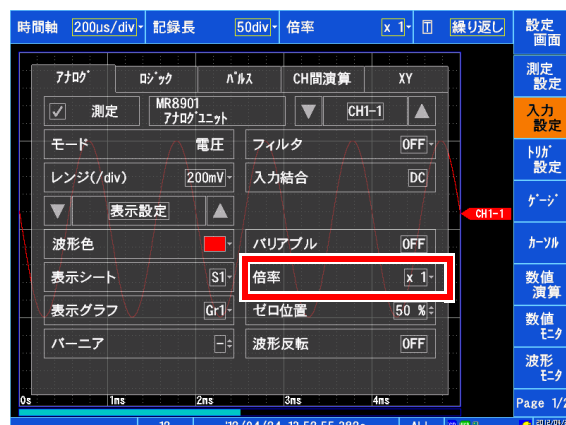 時間軸 200μs/div 記録長 50div 倍率 x 1 繰り返し
設定
画面
アナログ ロジック パルス CH間演算 XY
測定
設定
測定 MR8901
アナログユニット
CH1-1
入力
設定
モード 電圧 フィルタ OFF
トリガ
設定
レンジ(/div) 200mV 入力結合 DC
表示設定
ゲージ
CH1-1
波形色 バリアブル OFF
カーソル
表示シート S1 倍率 x 1
数値
演算
表示グラフ Gr1 ゼロ位置 50 %
数値
モニタ
バーニア 波形反転 OFF
波形
モニタ
0s 1ms 2ms 3ms 4ms
Page 1/2